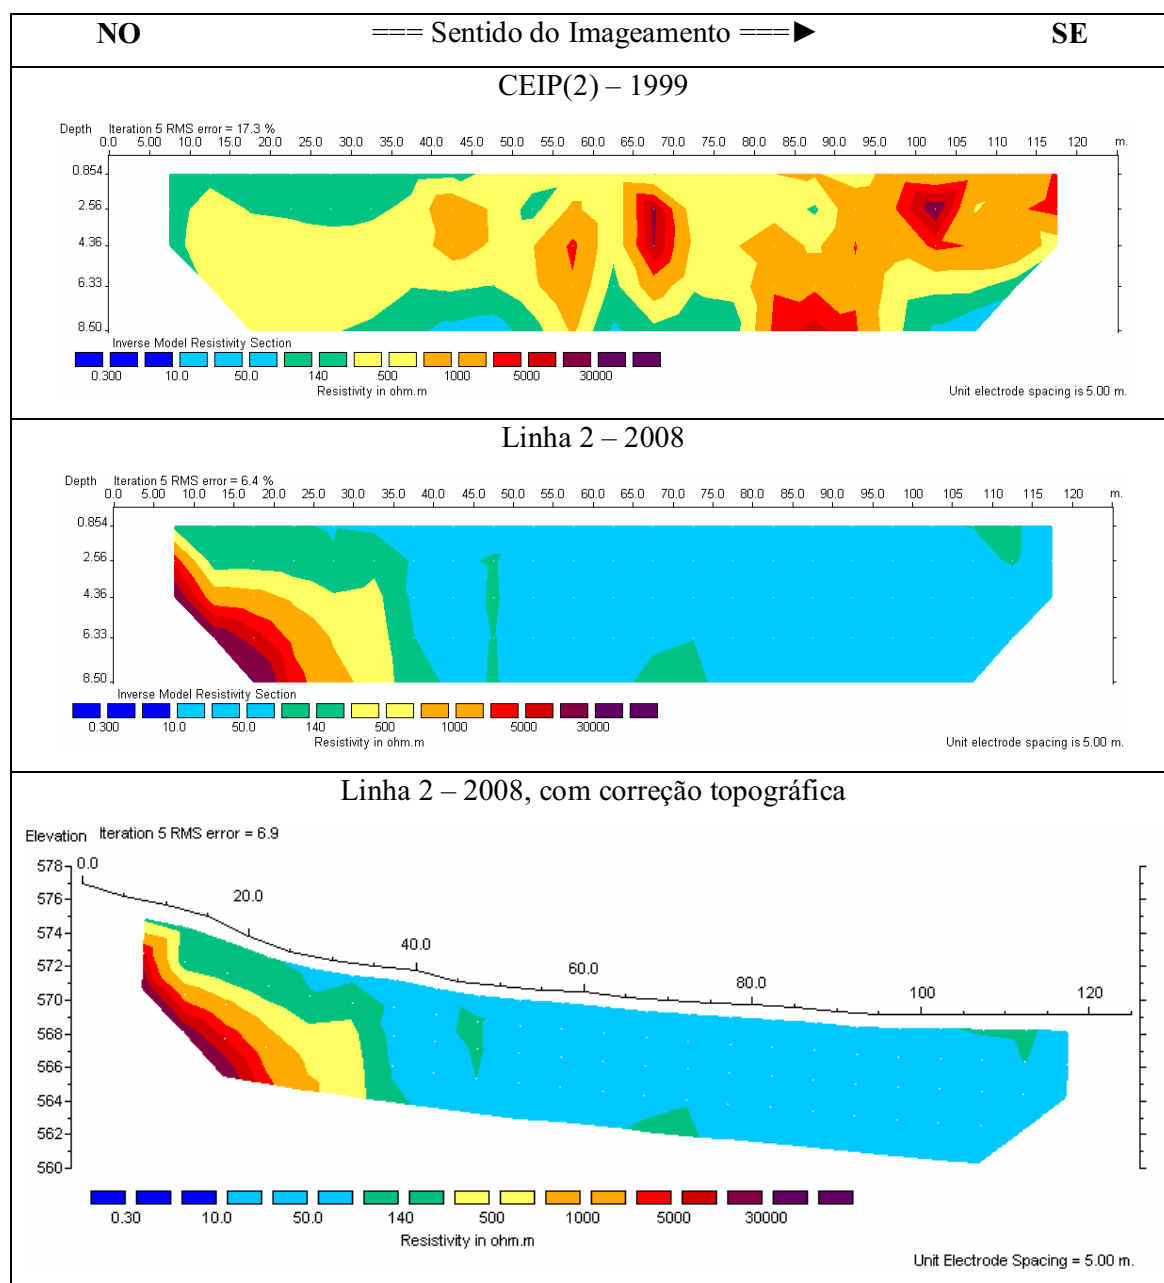 NO === Sentido do Imageamento ===► SE
CEIP(2) – 1999
Depth Iteration 5 RMS error = 17.3 %
0.0 5.00 10.0 15.0 20.0 25.0 30.0 35.0 40.0 45.0 50.0 55.0 60.0 65.0 70.0 75.0 80.0 85.0 90.0 95.0 100 105 110 115 120 m.
0.854
2.56
4.36
6.33
8.50
Inverse Model Resistivity Section
0.300 10.0 50.0 140 500 1000 5000 30000
Resistivity in ohm.m Unit electrode spacing is 5.00 m.
Linha 2 – 2008
Depth Iteration 5 RMS error = 6.4 %
0.0 5.00 10.0 15.0 20.0 25.0 30.0 35.0 40.0 45.0 50.0 55.0 60.0 65.0 70.0 75.0 80.0 85.0 90.0 95.0 100 105 110 115 120 m.
0.854
2.56
4.36
6.33
8.50
Inverse Model Resistivity Section
0.300 10.0 50.0 140 500 1000 5000 30000
Resistivity in ohm.m Unit electrode spacing is 5.00 m.
Linha 2 – 2008, com correção topográfica
Elevation Iteration 5 RMS error = 6.9
578 0.0
576
20.0
574
572 40.0
60.0
570 80.0
100 120
568
566
564
562
560
0.30 10.0 50.0 140 500 1000 5000 30000
Resistivity in ohm.m
Unit Electrode Spacing = 5.00 m.